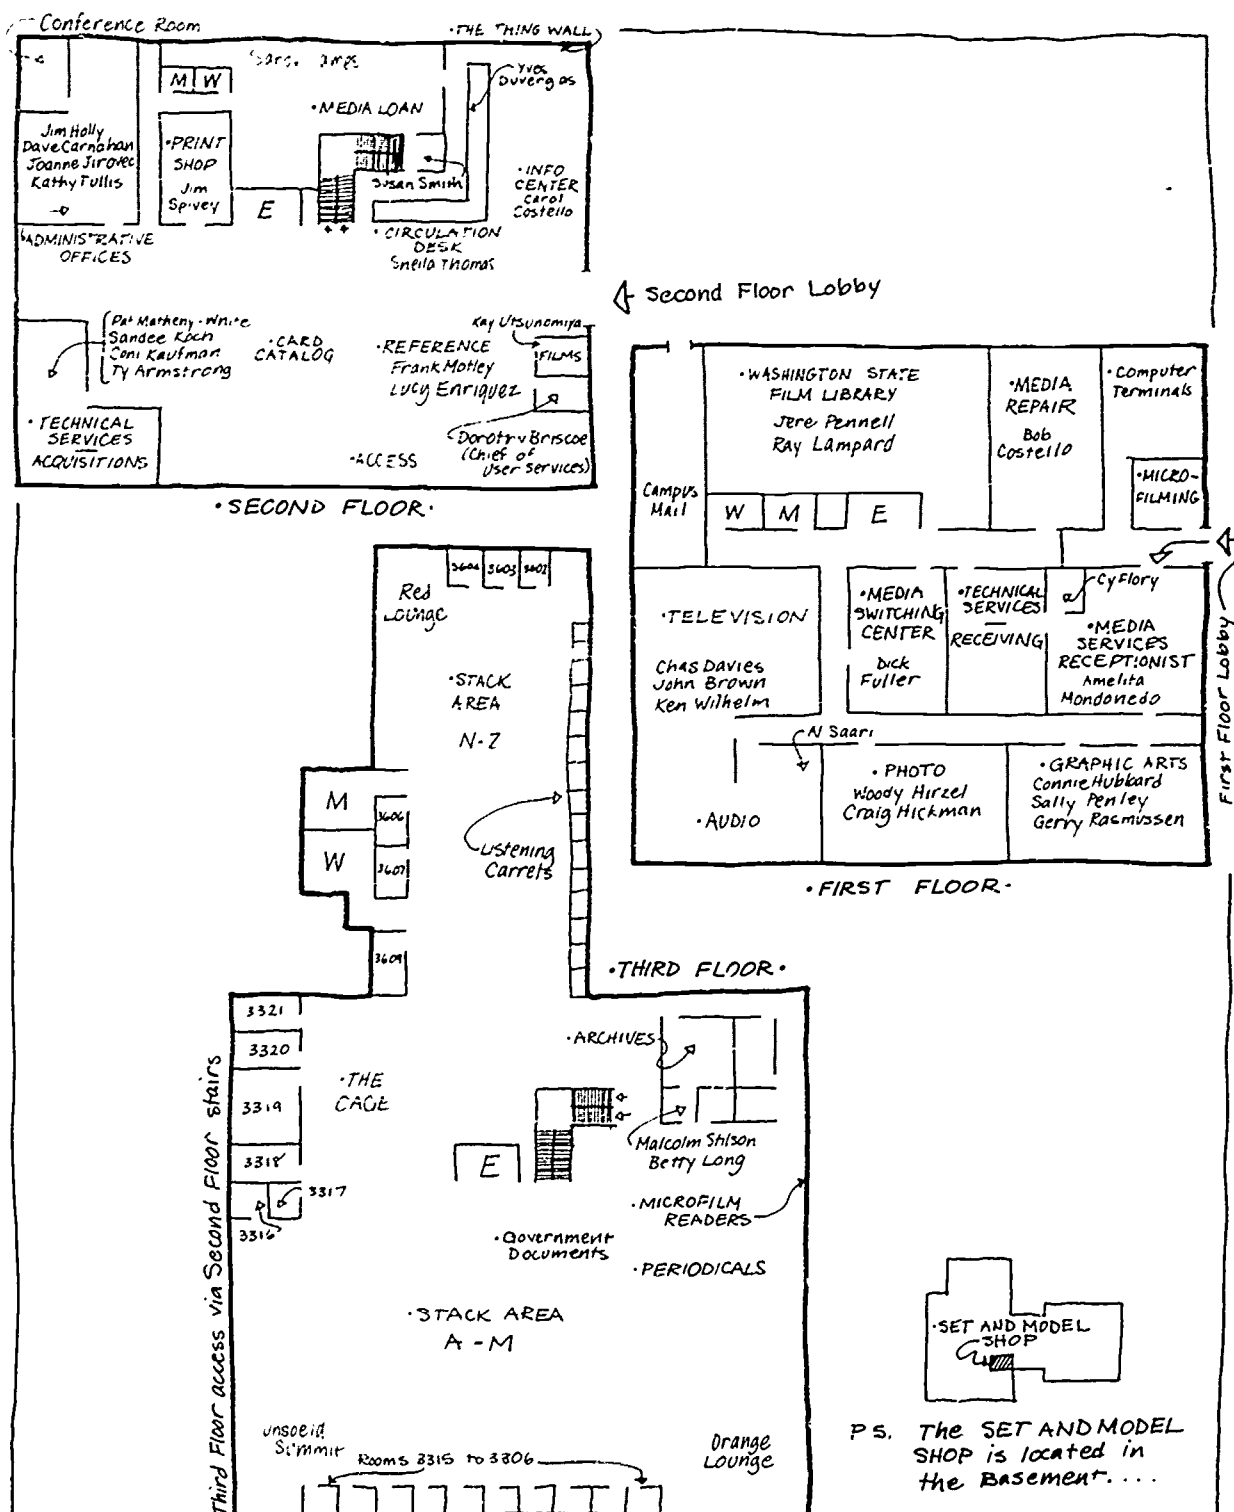 Conference Room
·THE THING WALL
Yves
Duvergas
M W
·MEDIA LOAN
Jim Holly
Dave Carnahan
Joanne Jirovec
Kathy Tullis
·PRINT
SHOP
Jim
Spivey
E
Susan Smith
·INFO
CENTER
Carol
Costello
·ADMINISTRATIVE
OFFICES
·CIRCULATION
DESK
Sheila Thomas
Second Floor Lobby
Pat Matheny-White
Sandee Koch
Coni Kaufman
Ty Armstrong
·CARD
CATALOG
·REFERENCE
Frank Motley
Lucy Enriquez
Kay Utsunomiya
FILMS
·TECHNICAL
SERVICES
—
ACQUISITIONS
·ACCESS
Dorothy Briscoe
(Chief of
User Services)
·SECOND FLOOR·
·WASHINGTON STATE
FILM LIBRARY
Jere Pennell
Ray Lampard
·MEDIA
REPAIR
Bob
Costello
·Computer
Terminals
·MICRO-
FILMING
Campus
Mail
W M E
·TELEVISION
Chas Davies
John Brown
Ken Wilhelm
·MEDIA
SWITCHING
CENTER
Dick
Fuller
·TECHNICAL
SERVICES
—
RECEIVING
Cy Flory
·MEDIA
SERVICES
RECEPTIONIST
Amelita
Mondonedo
First Floor Lobby
Al Saari
·AUDIO
·PHOTO
Woody Hirzel
Craig Hickman
·GRAPHIC ARTS
Connie Hubbard
Sally Penley
Gerry Rasmussen
·FIRST FLOOR·
3604 3603 3602
Red
Lounge
·STACK
AREA
N-Z
M
3606
W
3607
Listening
Carrels
3609
·THIRD FLOOR·
3321
3320
3319
3318
3317
3316
·THE
CAGE
·ARCHIVES
Malcolm Stilson
Betty Long
E
·MICROFILM
READERS
·Government
Documents
·PERIODICALS
·STACK AREA
A-M
Third Floor access via Second Floor stairs
Unsoeld
Summit
Rooms 3315 to 3306
Orange
Lounge
·SET AND MODEL
SHOP
P.S. The SET AND MODEL
SHOP is located in
the Basement....